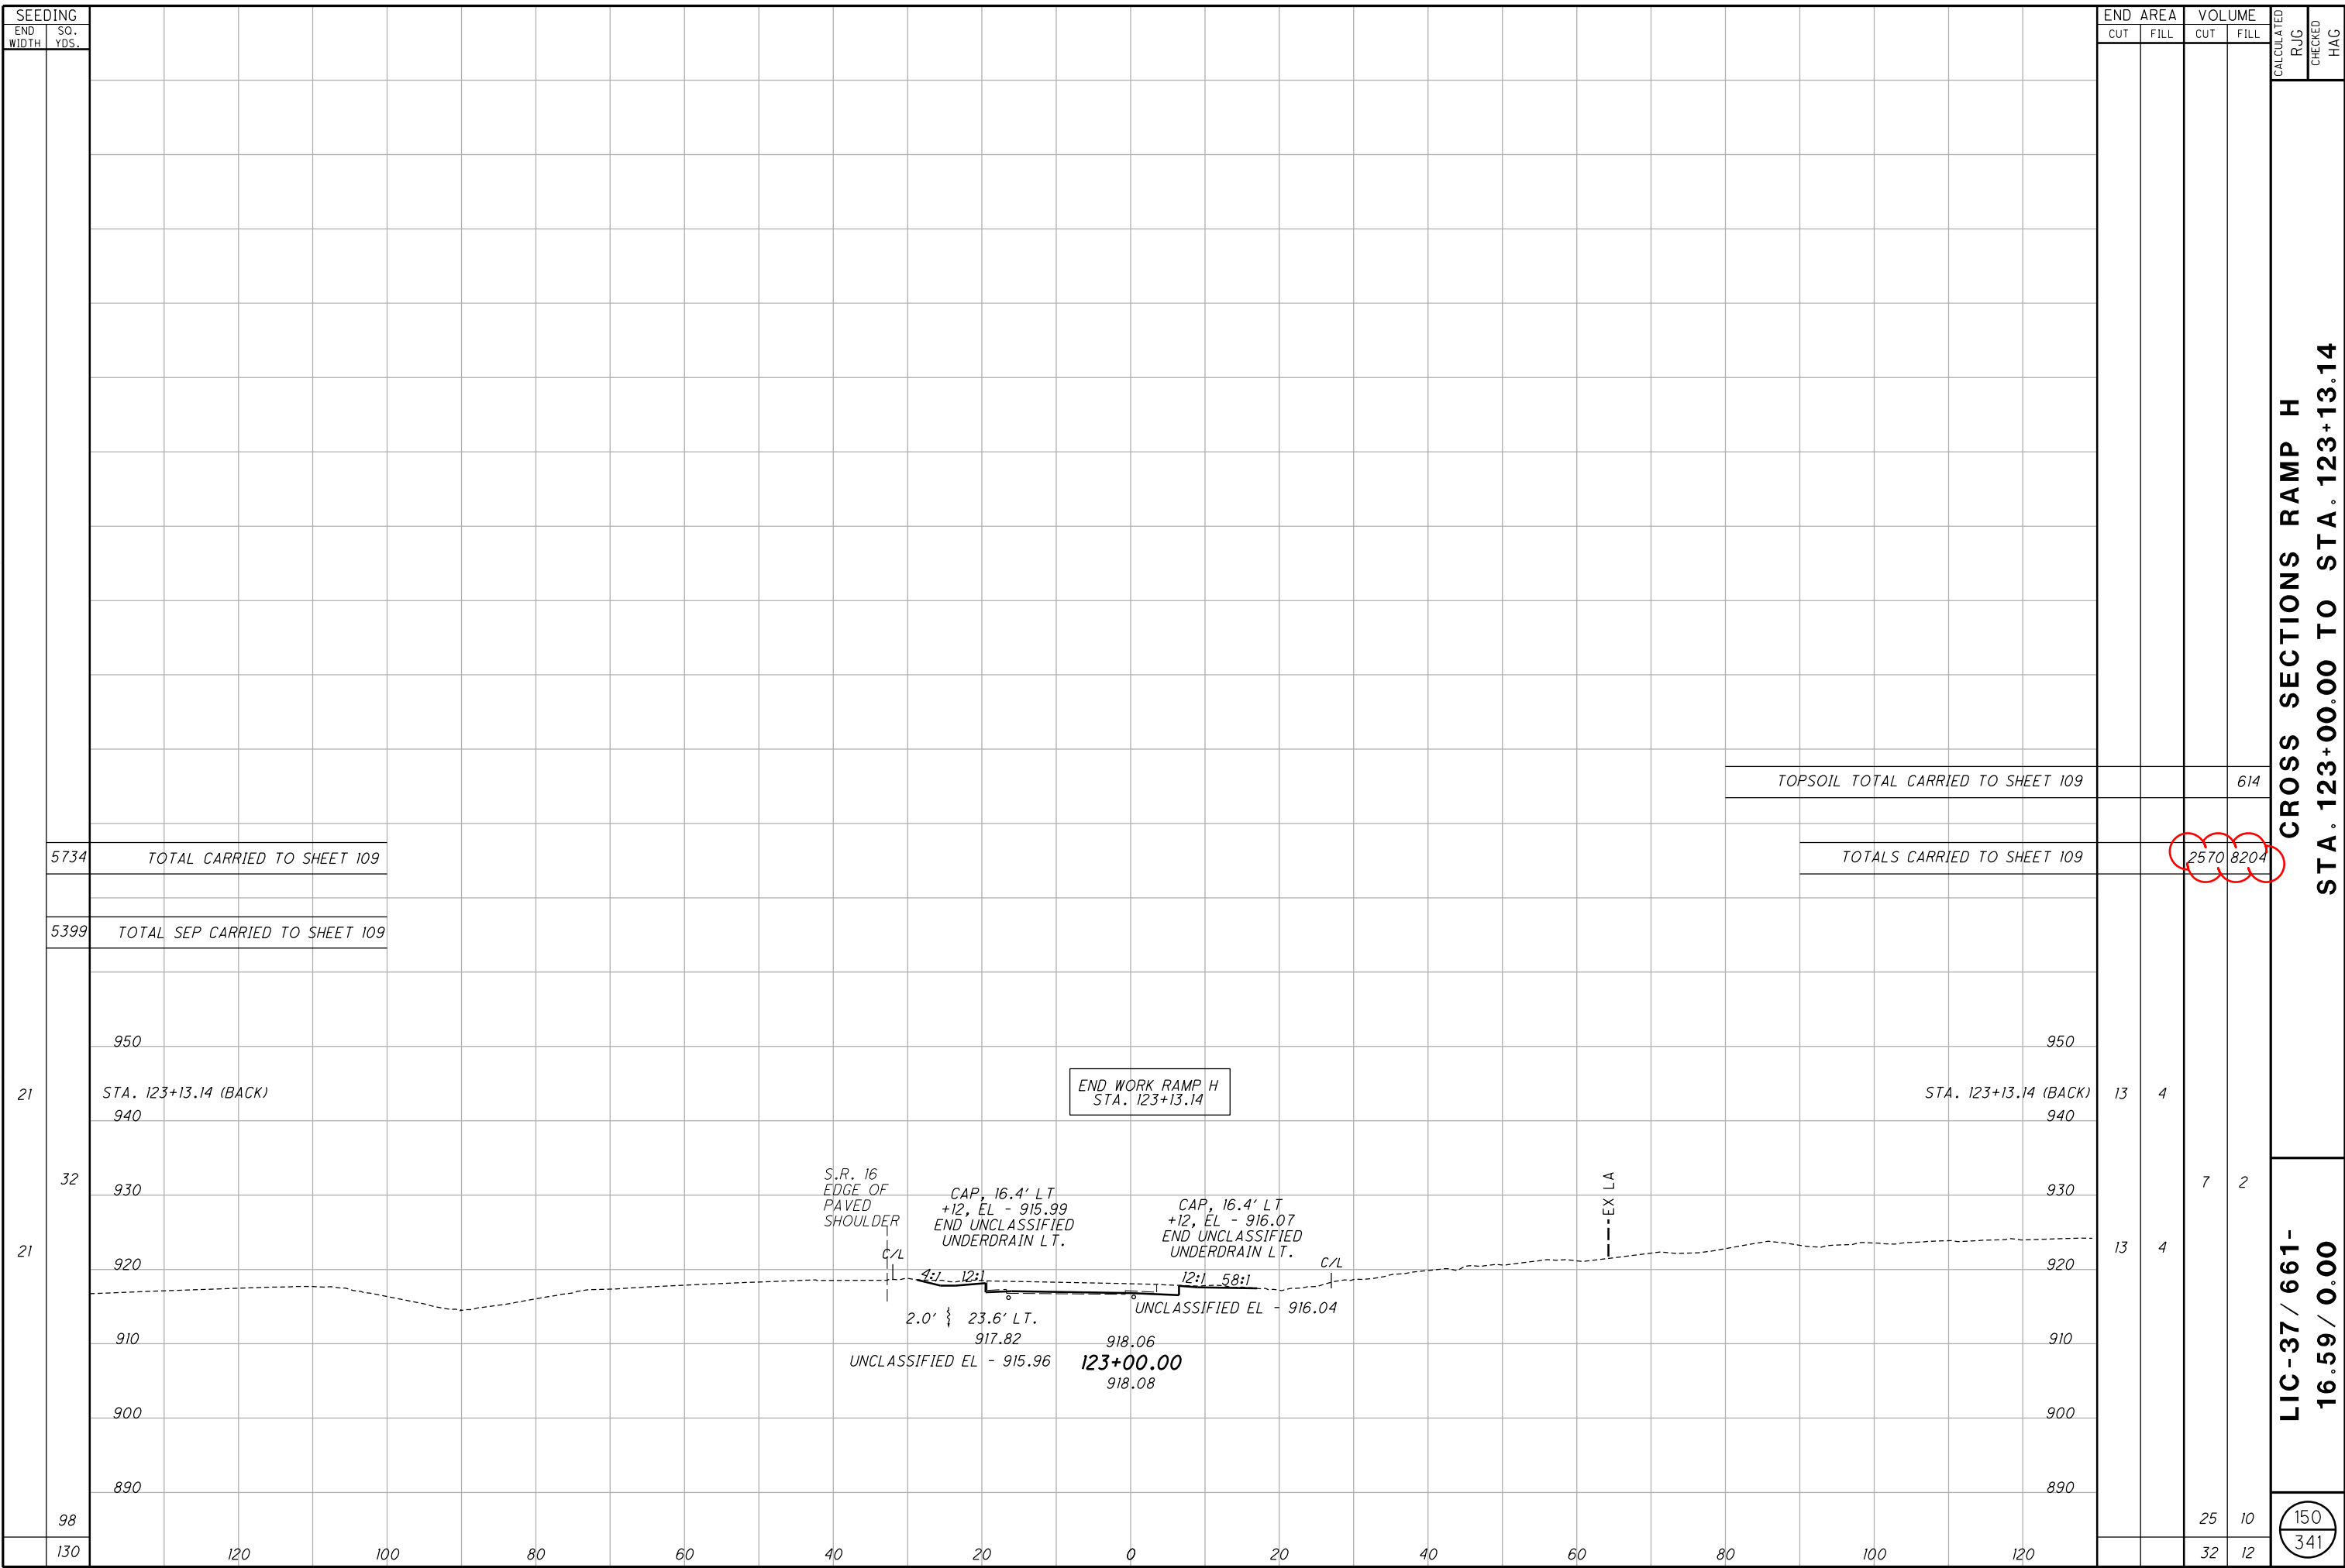 SEEDING
END WIDTH
SQ. YDS.
END AREA
VOLUME
CUT
FILL
CUT
FILL
CALCULATED
RJG
CHECKED
HAG
CROSS SECTIONS RAMP H
STA. 123+00.00 TO STA. 123+13.14
TOPSOIL TOTAL CARRIED TO SHEET 109
614
5734
TOTAL CARRIED TO SHEET 109
TOTALS CARRIED TO SHEET 109
2570
8204
5399
TOTAL SEP CARRIED TO SHEET 109
950
950
21
STA. 123+13.14 (BACK)
END WORK RAMP H
STA. 123+13.14
STA. 123+13.14 (BACK)
13
4
940
940
32
7
2
930
930
S.R. 16
EDGE OF
PAVED
SHOULDER
CAP, 16.4' LT
+12, EL - 915.99
END UNCLASSIFIED
UNDERDRAIN LT.
CAP, 16.4' LT
+12, EL - 916.07
END UNCLASSIFIED
UNDERDRAIN LT.
EX LA
21
13
4
C/L
C/L
920
920
4:1
12:1
12:1
58:1
UNCLASSIFIED EL - 916.04
2.0'
23.6' LT.
917.82
918.06
910
910
UNCLASSIFIED EL - 915.96
123+00.00
918.08
900
900
890
890
98
25
10
130
32
12
120
100
80
60
40
20
0
20
40
60
80
100
120
LIC-37/661-
16.59/0.00
150
341